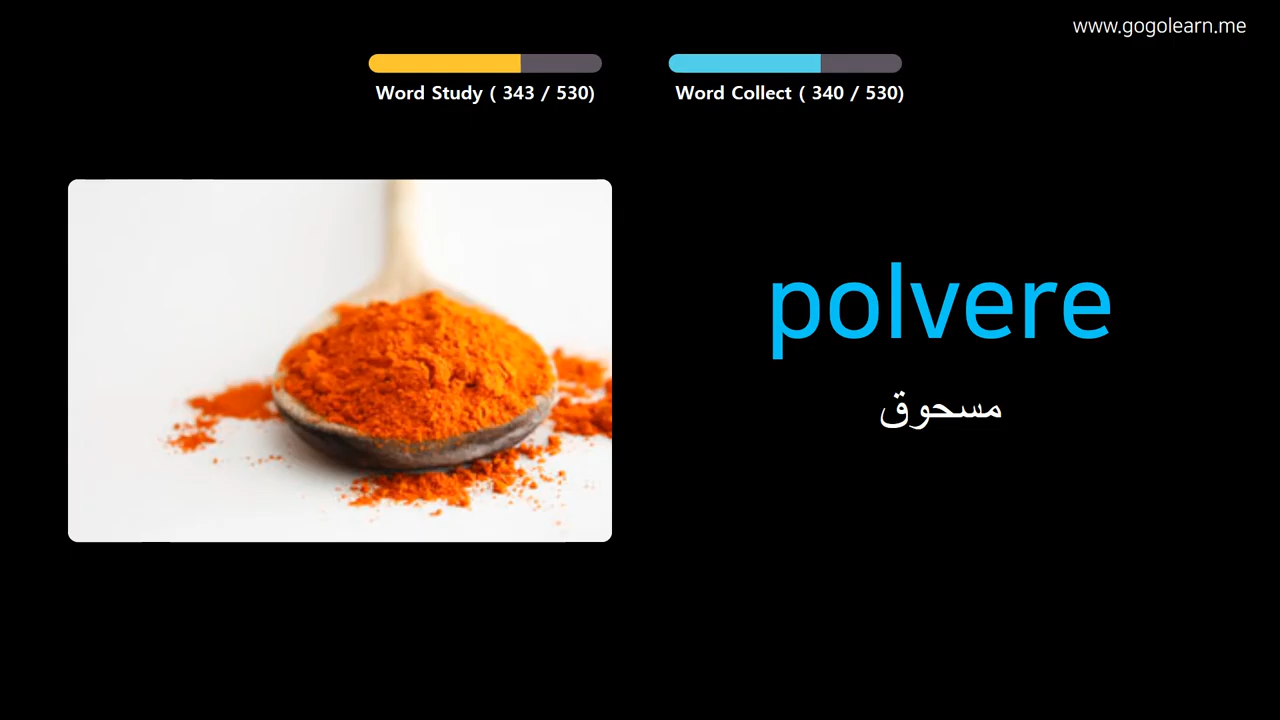 www.gogolearn.me
Word Study ( 343 / 530)
Word Collect ( 340 / 530)
polvere
مسحوق